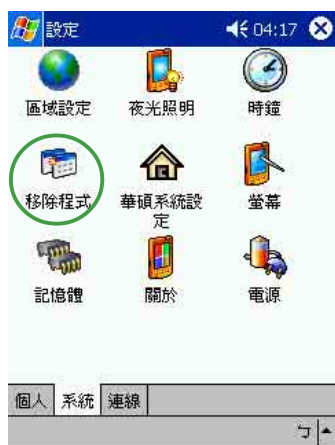 設定 04:17
區域設定 夜光照明 時鐘
移除程式 華碩系統設 螢幕
定
記憶體 關於 電源
個人 系統 連線
ㄅ